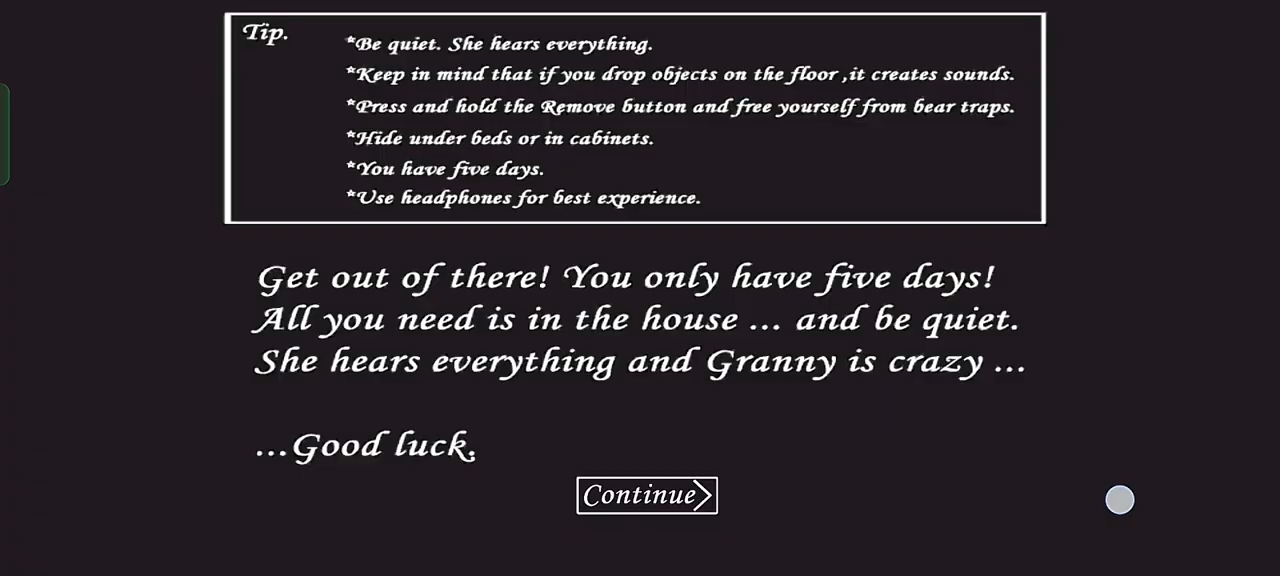 Tip.
*Be quiet. She hears everything.
*Keep in mind that if you drop objects on the floor ,it creates sounds.
*Press and hold the Remove button and free yourself from bear traps.
*Hide under beds or in cabinets.
*You have five days.
*Use headphones for best experience.
Get out of there! You only have five days!
All you need is in the house ... and be quiet.
She hears everything and Granny is crazy ...
...Good luck.
Continue